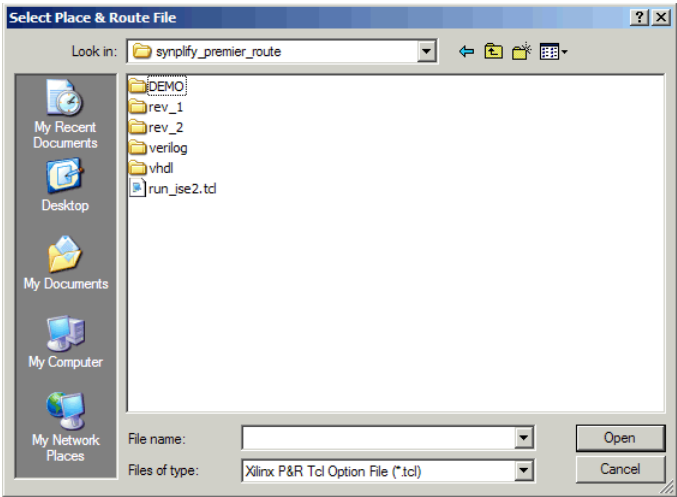 Select Place & Route File
Look in: synplify_premier_route
DEMO
rev_1
rev_2
verilog
vhdl
run_ise2.tcl
My Recent
Documents
Desktop
My Documents
My Computer
My Network
Places
File name:
Open
Files of type: Xilinx P&R Tcl Option File (*.tcl)
Cancel